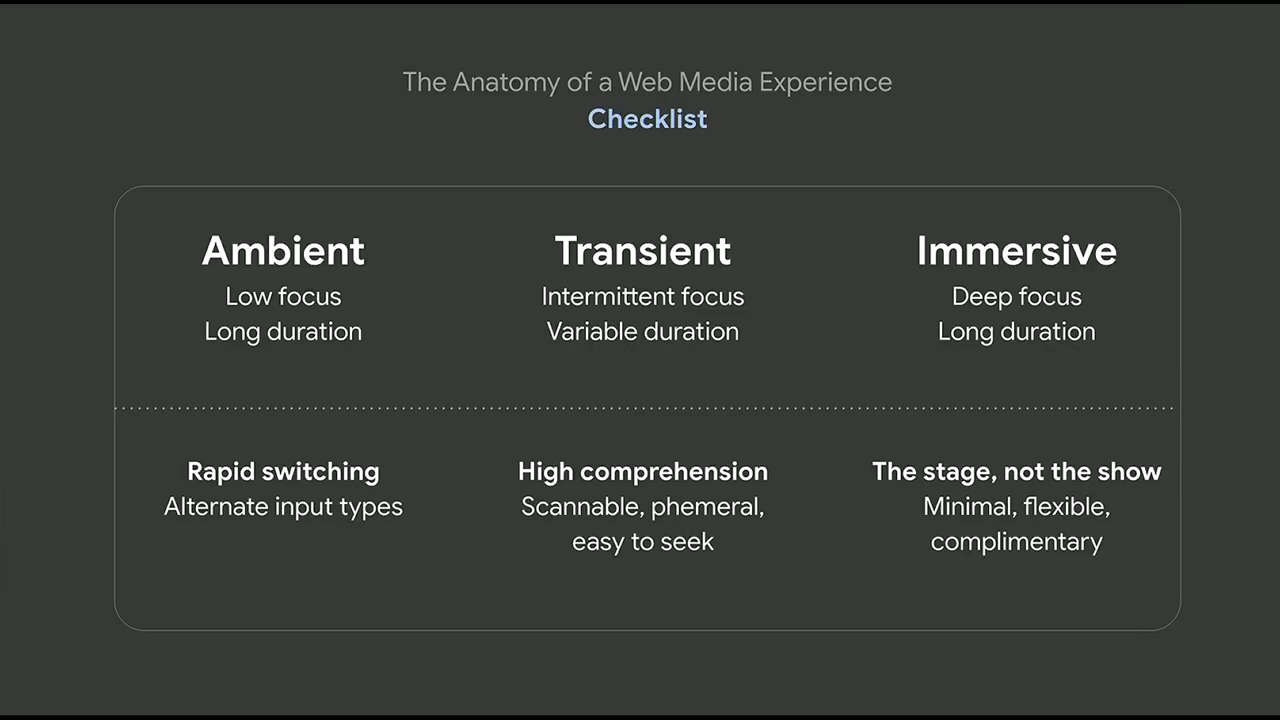 The Anatomy of a Web Media Experience
Checklist
Ambient
Low focus
Long duration
Transient
Intermittent focus
Variable duration
Immersive
Deep focus
Long duration
Rapid switching
Alternate input types
High comprehension
Scannable, phemeral,
easy to seek
The stage, not the show
Minimal, flexible,
complimentary